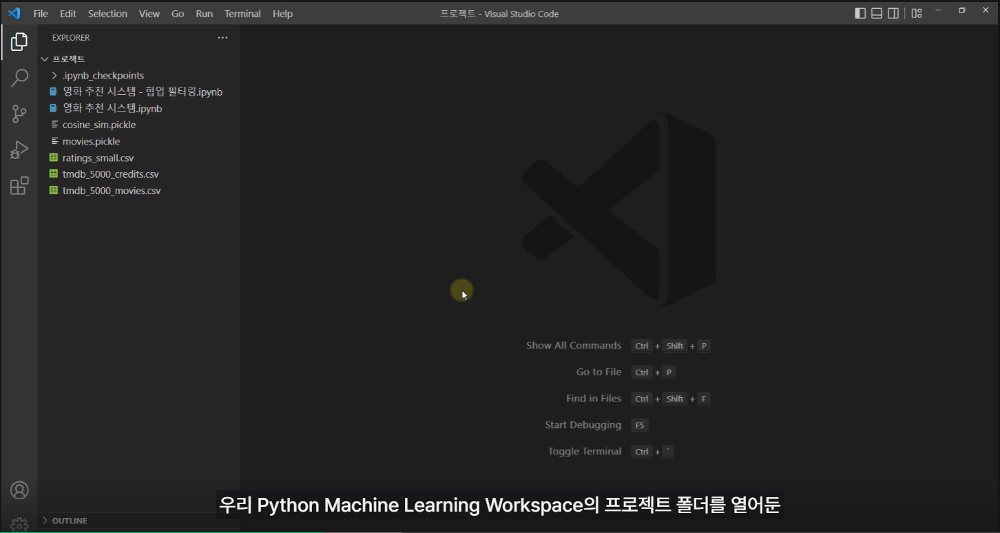 File Edit Selection View Go Run Terminal Help
프로젝트 - Visual Studio Code
EXPLORER
프로젝트
.ipynb_checkpoints
영화 추천 시스템 - 협업 필터링.ipynb
영화 추천 시스템.ipynb
cosine_sim.pickle
movies.pickle
ratings_small.csv
tmdb_5000_credits.csv
tmdb_5000_movies.csv
Show All Commands Ctrl + Shift + P
Go to File Ctrl + P
Find in Files Ctrl + Shift + F
Start Debugging F5
Toggle Terminal Ctrl + `
우리 Python Machine Learning Workspace의 프로젝트 폴더를 열어둔
OUTLINE